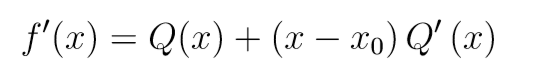 f′(x) = Q(x) + (x − x₀) Q′ (x)